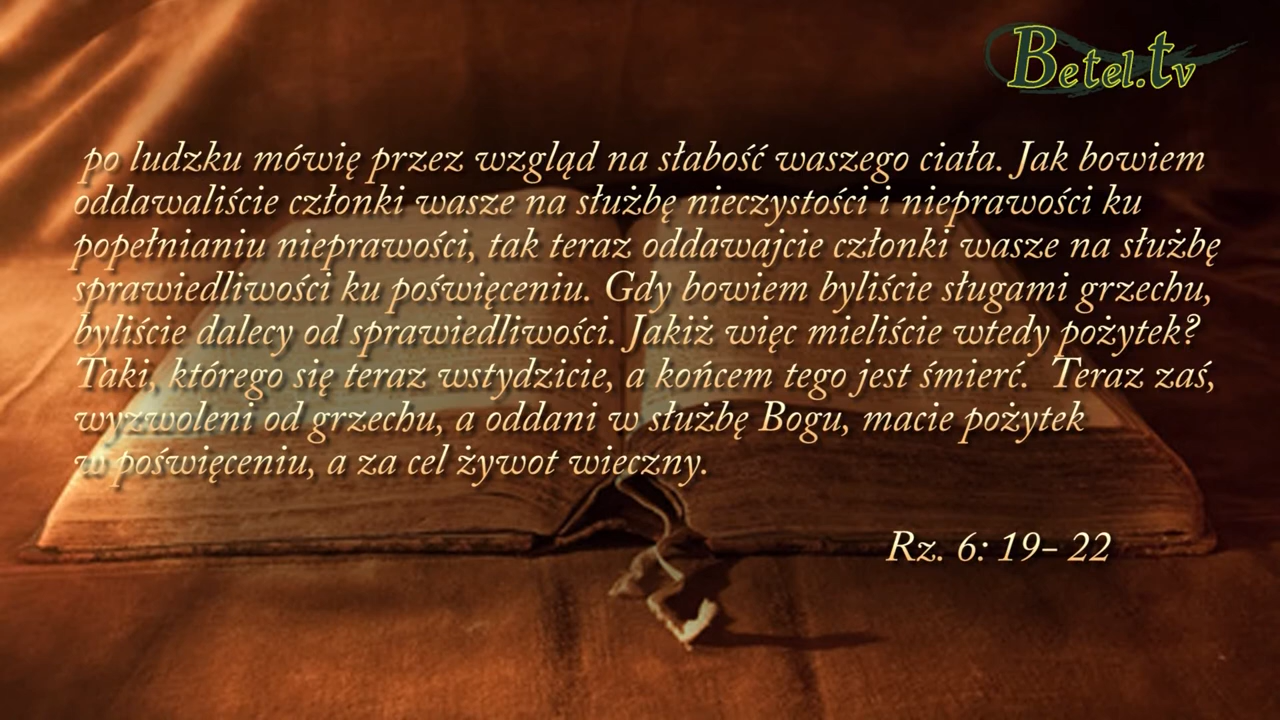 Betel.tv
po ludzku mówię przez wzgląd na słabość waszego ciała. Jak bowiem
oddawaliście członki wasze na służbę nieczystości i nieprawości ku
popełnianiu nieprawości, tak teraz oddawajcie członki wasze na służbę
sprawiedliwości ku poświęceniu. Gdy bowiem byliście sługami grzechu,
byliście dalecy od sprawiedliwości. Jakiż więc mieliście wtedy pożytek?
Taki, którego się teraz wstydzicie, a końcem tego jest śmierć. Teraz zaś,
wyzwoleni od grzechu, a oddani w służbę Bogu, macie pożytek
w poświęceniu, a za cel żywot wieczny.
Rz. 6: 19– 22